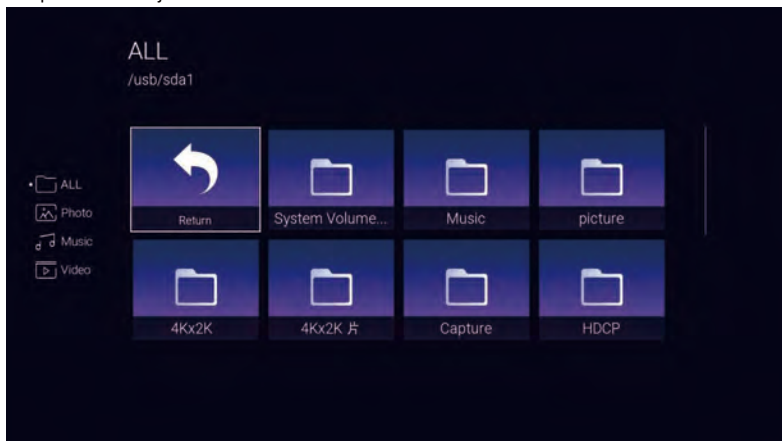 ALL
/usb/sda1
ALL
Photo
Music
Video
Return
System Volume...
Music
picture
4Kx2K
4Kx2K 片
Capture
HDCP